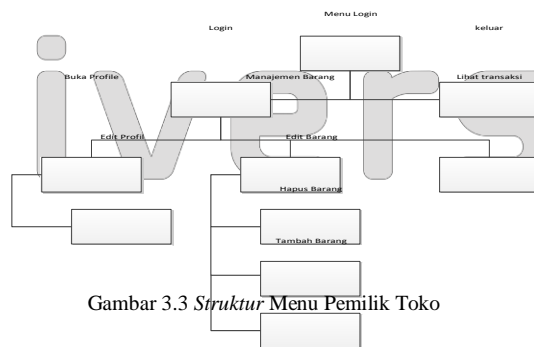 Menu Login
Login
keluar
Buka Profile
Manajemen Barang
Lihat transaksi
Edit Profil
Edit Barang
Hapus Barang
Tambah Barang
Gambar 3.3 Struktur Menu Pemilik Toko
ivers